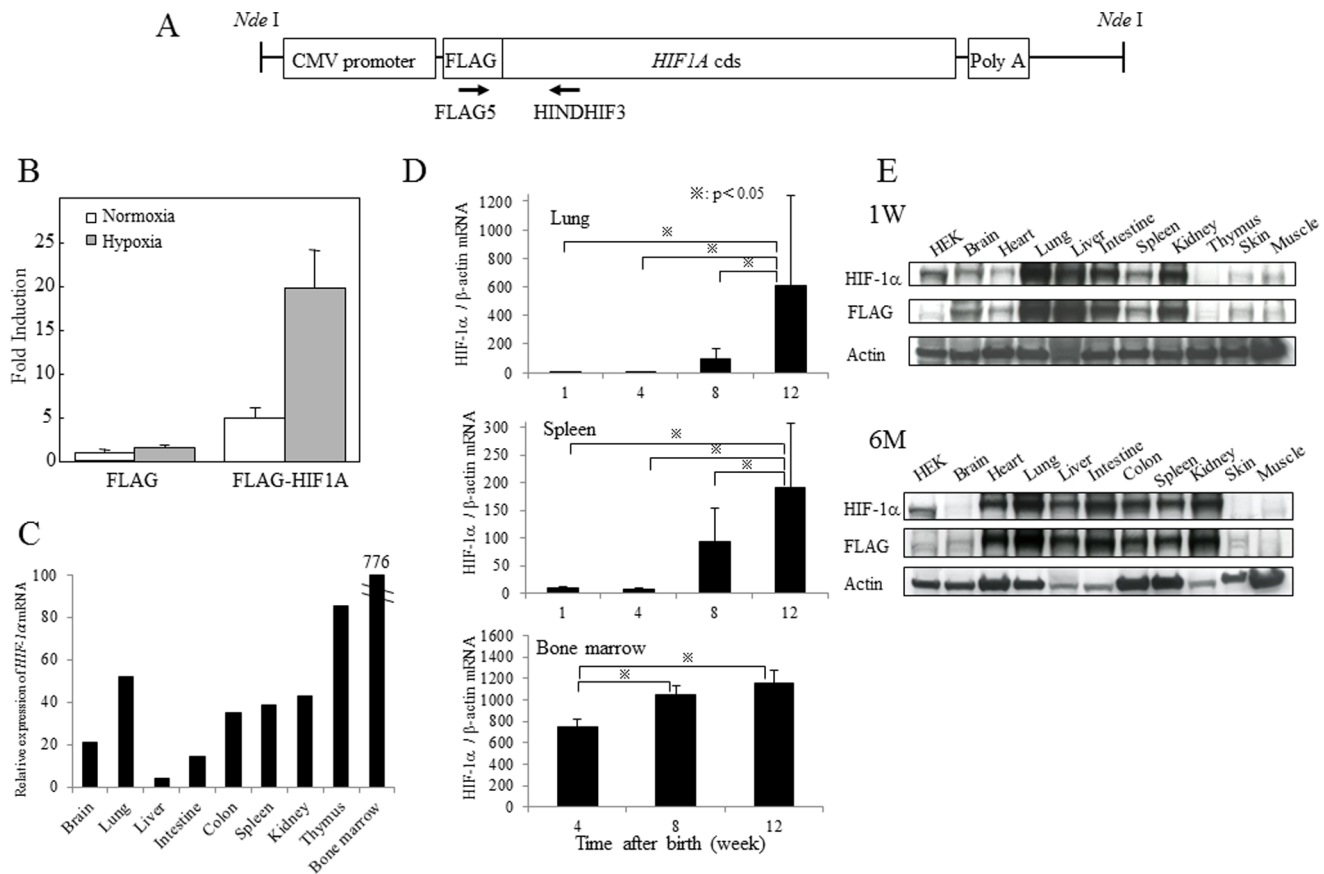 A
Nde I
Nde I
CMV promoter
FLAG
HIF1A cds
Poly A
FLAG5
HINDHIF3
B
Normoxia
Hypoxia
Fold Induction
25
20
15
10
5
0
FLAG
FLAG-HIF1A
C
Relative expression of HIF-1α mRNA
776
100
80
60
40
20
0
Brain
Lung
Liver
Intestine
Colon
Spleen
Kidney
Thymus
Bone marrow
D
※: p< 0.05
Lung
HIF-1α / β-actin mRNA
1200
1000
800
600
400
200
0
※
※
※
1
4
8
12
Spleen
HIF-1α / β-actin mRNA
300
250
200
150
100
50
0
※
※
※
1
4
8
12
Bone marrow
HIF-1α / β-actin mRNA
1600
1400
1200
1000
800
600
400
200
0
※
※
4
8
12
Time after birth (week)
E
1W
HEK
Brain
Heart
Lung
Liver
Intestine
Spleen
Kidney
Thymus
Skin
Muscle
HIF-1α
FLAG
Actin
6M
HEK
Brain
Heart
Lung
Liver
Intestine
Colon
Spleen
Kidney
Skin
Muscle
HIF-1α
FLAG
Actin